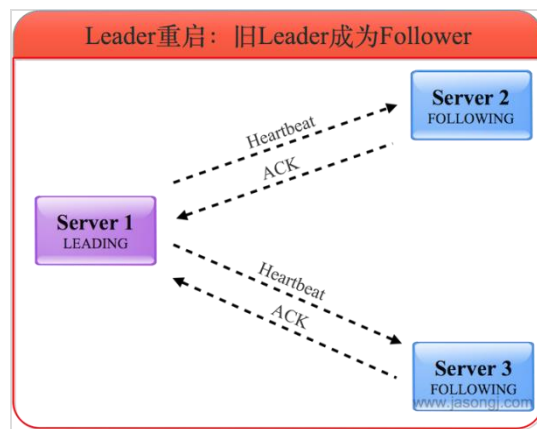 Leader重启：旧Leader成为Follower
Server 2
FOLLOWING
Heartbeat
ACK
Server 1
LEADING
Heartbeat
ACK
Server 3
FOLLOWING
www.jasongj.com